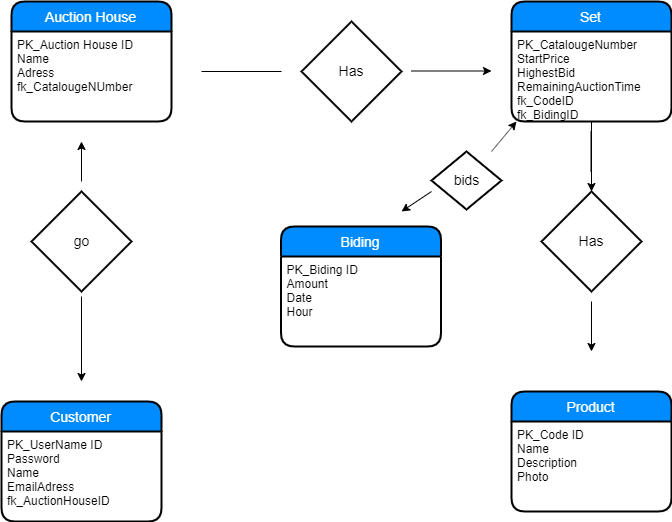 Auction House
PK_Auction House ID
Name
Adress
fk_CatalougeNUmber
Has
Set
PK_CatalougeNumber
StartPrice
HighestBid
RemainingAuctionTime
fk_CodeID
fk_BidingID
bids
go
Biding
PK_Biding ID
Amount
Date
Hour
Has
Customer
PK_UserName ID
Password
Name
EmailAdress
fk_AuctionHouseID
Product
PK_Code ID
Name
Description
Photo